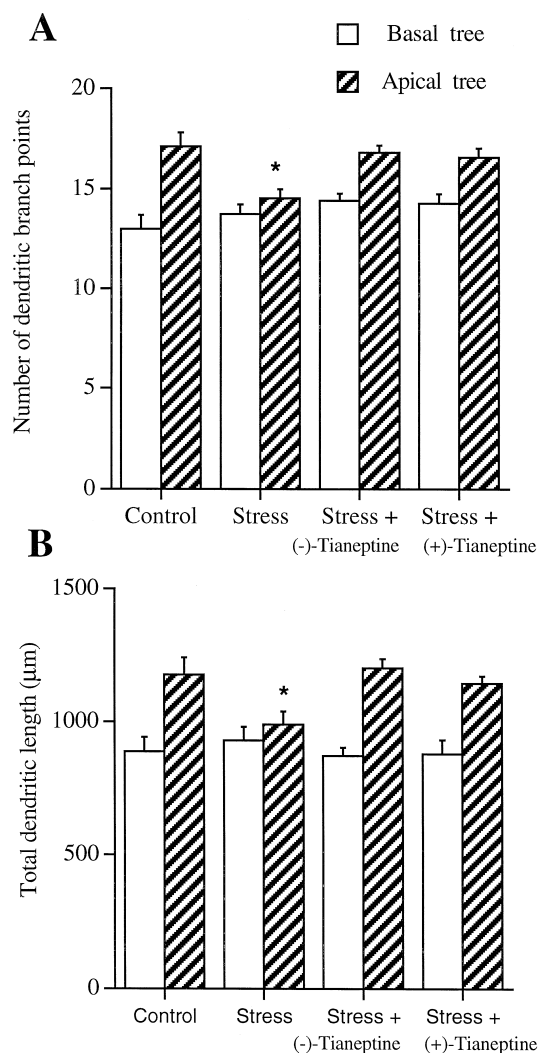 A
Basal tree
Apical tree
Number of dendritic branch points
20
15
10
5
0
*
Control Stress Stress + Stress +
(-)-Tianeptine (+)-Tianeptine
B
Total dendritic length (μm)
1500
1000
500
0
*
Control Stress Stress + Stress +
(-)-Tianeptine (+)-Tianeptine